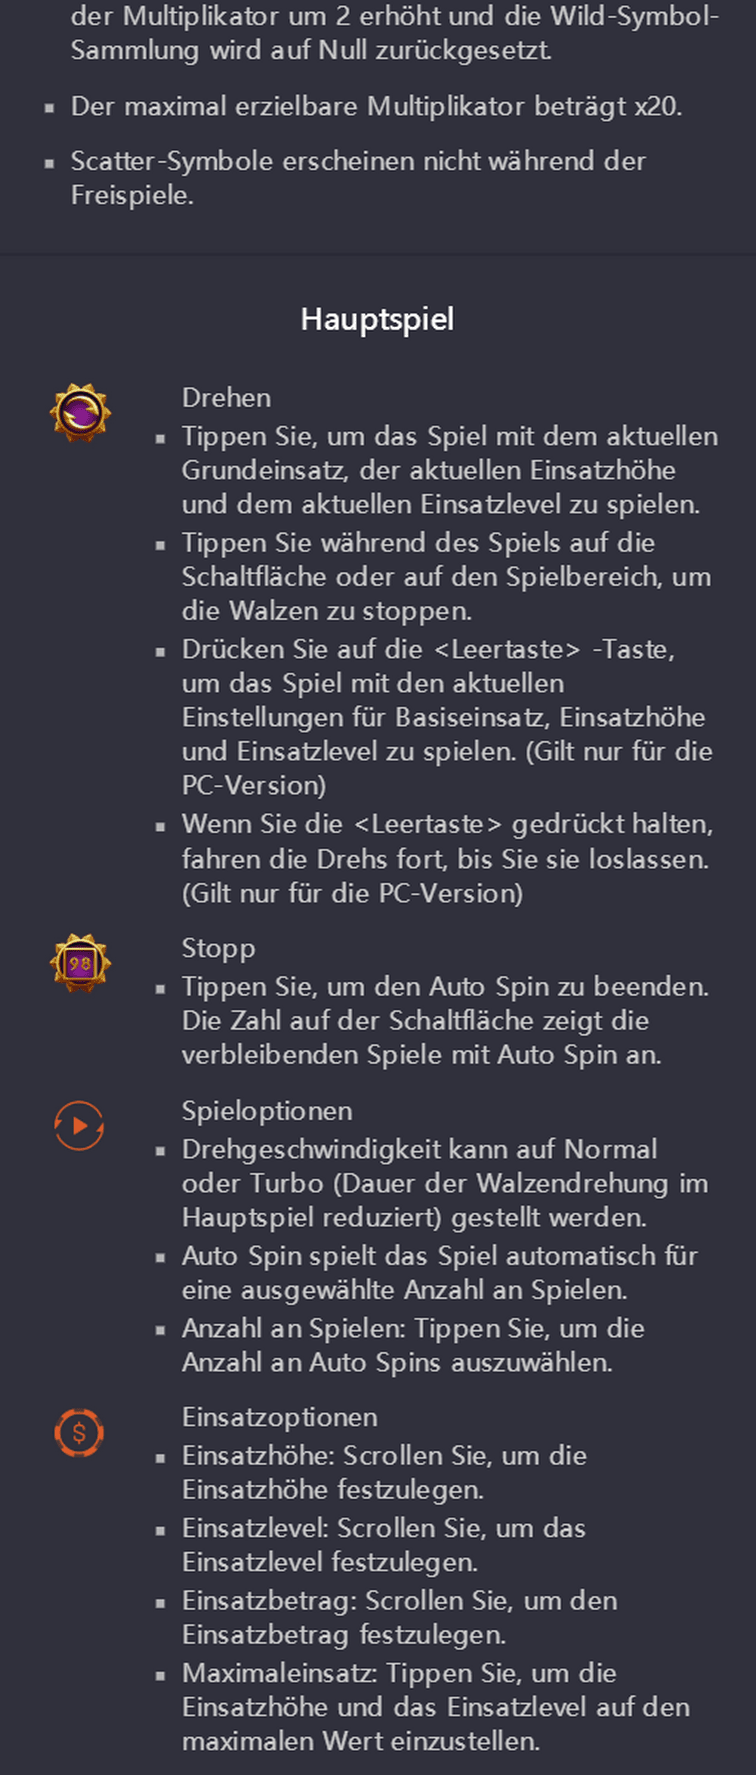 der Multiplikator um 2 erhöht und die Wild-Symbol-
Sammlung wird auf Null zurückgesetzt.
▪ Der maximal erzielbare Multiplikator beträgt x20.
▪ Scatter-Symbole erscheinen nicht während der
Freispiele.
Hauptspiel
Drehen
▪ Tippen Sie, um das Spiel mit dem aktuellen
Grundeinsatz, der aktuellen Einsatzhöhe
und dem aktuellen Einsatzlevel zu spielen.
▪ Tippen Sie während des Spiels auf die
Schaltfläche oder auf den Spielbereich, um
die Walzen zu stoppen.
▪ Drücken Sie auf die <Leertaste> -Taste,
um das Spiel mit den aktuellen
Einstellungen für Basiseinsatz, Einsatzhöhe
und Einsatzlevel zu spielen. (Gilt nur für die
PC-Version)
▪ Wenn Sie die <Leertaste> gedrückt halten,
fahren die Drehs fort, bis Sie sie loslassen.
(Gilt nur für die PC-Version)
98
Stopp
▪ Tippen Sie, um den Auto Spin zu beenden.
Die Zahl auf der Schaltfläche zeigt die
verbleibenden Spiele mit Auto Spin an.
Spieloptionen
▪ Drehgeschwindigkeit kann auf Normal
oder Turbo (Dauer der Walzendrehung im
Hauptspiel reduziert) gestellt werden.
▪ Auto Spin spielt das Spiel automatisch für
eine ausgewählte Anzahl an Spielen.
▪ Anzahl an Spielen: Tippen Sie, um die
Anzahl an Auto Spins auszuwählen.
$
Einsatzoptionen
▪ Einsatzhöhe: Scrollen Sie, um die
Einsatzhöhe festzulegen.
▪ Einsatzlevel: Scrollen Sie, um das
Einsatzlevel festzulegen.
▪ Einsatzbetrag: Scrollen Sie, um den
Einsatzbetrag festzulegen.
▪ Maximaleinsatz: Tippen Sie, um die
Einsatzhöhe und das Einsatzlevel auf den
maximalen Wert einzustellen.